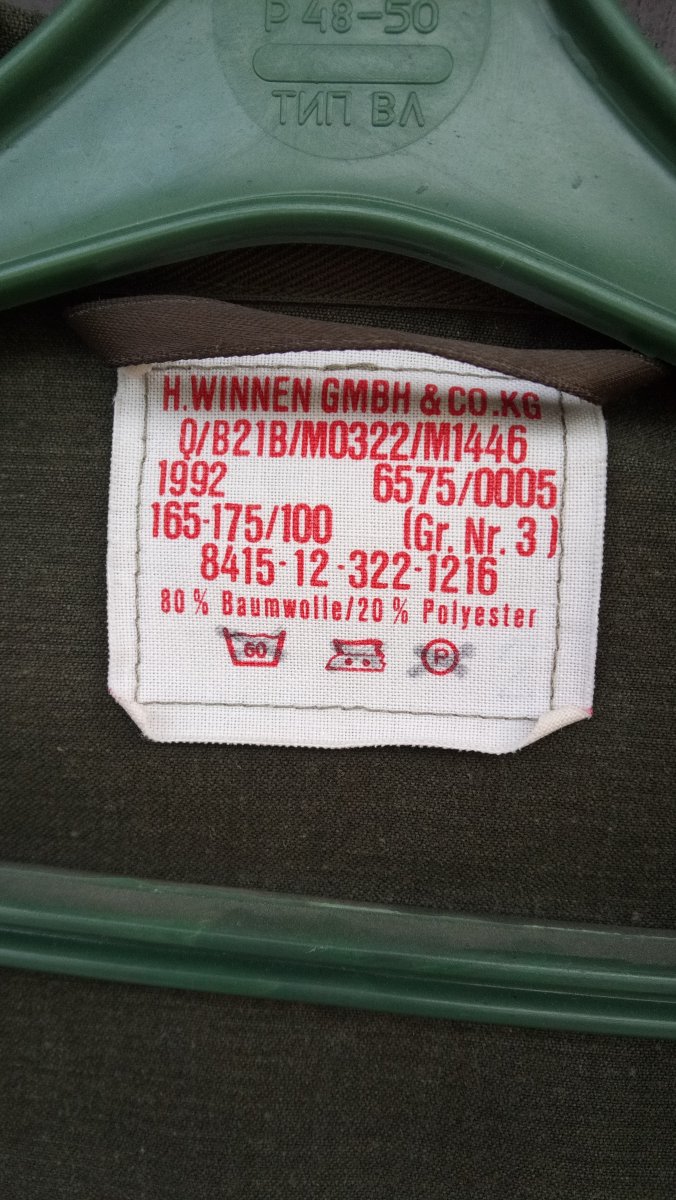 Р 48-50
ТИП ВЛ
H.WINNEN GMBH & CO.KG
Q/B21B/M0322/M1446
1992 6575/0005
165-175/100 (Gr. Nr. 3)
8415-12-322-1216
80 % Baumwolle/20 % Polyester
60 P